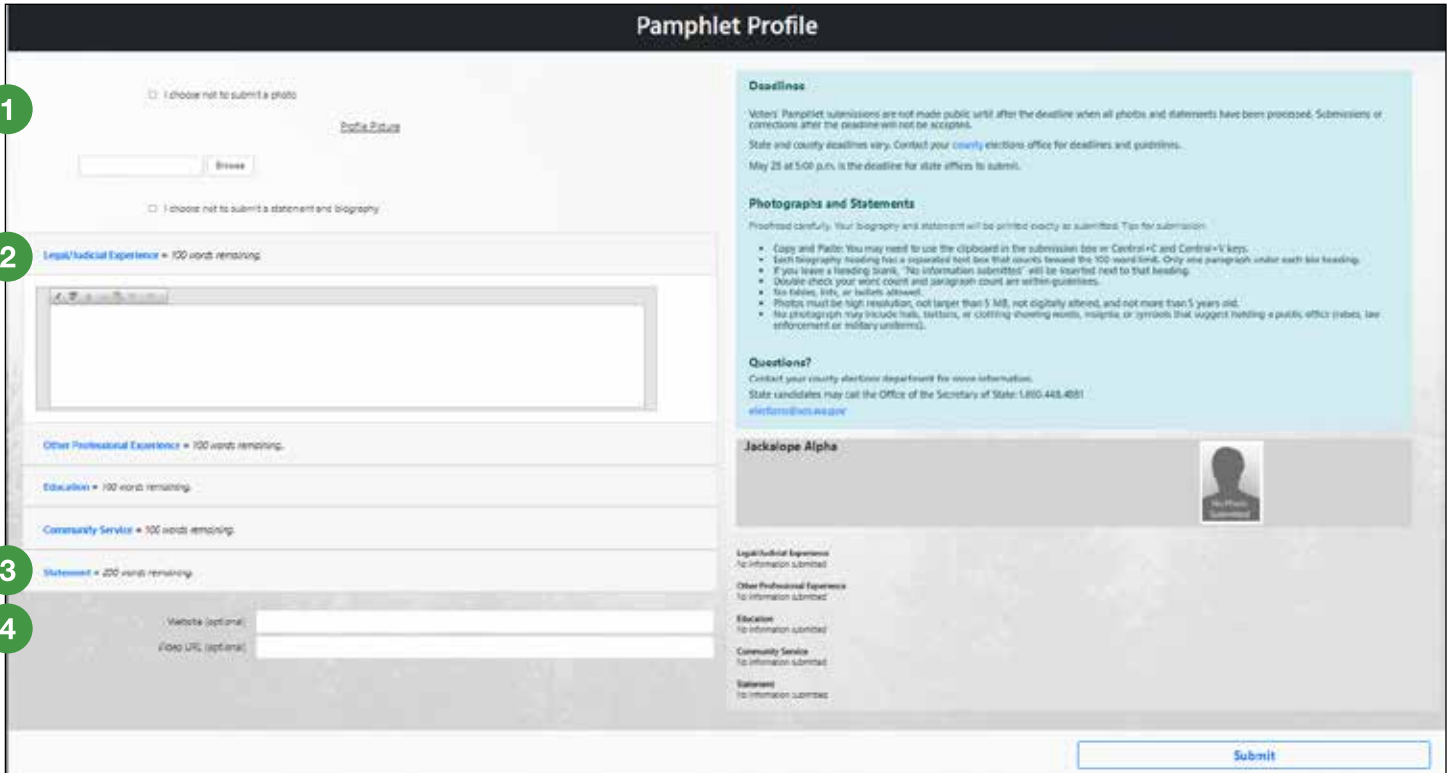 Pamphlet Profile
1
I choose not to submit a photo
Profile Picture
Browse
I choose not to submit a statement and biography
2
Legal/Judicial Experience • 100 words remaining.
Other Professional Experience • 100 words remaining.
Education • 100 words remaining.
Community Service • 100 words remaining.
3
Statement • 200 words remaining.
4
Website (optional)
Video URL (optional)
Deadlines
Voters' Pamphlet submissions are not made public until after the deadline when all photos and statements have been processed. Submissions or
corrections after the deadline will not be accepted.
State and county deadlines vary. Contact your county elections office for deadlines and guidelines.
May 25 at 5:00 p.m. is the deadline for state offices to submit.
Photographs and Statements
Proofread carefully. Your biography and statement will be printed exactly as submitted. Tips for submission:
• Copy and Paste: You may need to use the clipboard in the submission box or Control+C and Control+V keys.
• Each biography heading has a separated text box that counts toward the 100 word limit. Only one paragraph under each bio heading.
• If you leave a heading blank, "No information submitted" will be inserted next to that heading.
• Double check your word count and paragraph count are within guidelines.
• No tables, lists, or bullets allowed.
• Photos must be high resolution, not larger than 5 MB, not digitally altered, and not more than 5 years old.
• No photograph may include hats, buttons, or clothing showing words, insignia, or symbols that suggest holding a public office (robes, law
enforcement or military uniforms).
Questions?
Contact your county elections department for more information.
State candidates may call the Office of the Secretary of State: 1.800.448.4881
elections@sos.wa.gov
Jackalope Alpha
No Photo
Submitted
Legal/Judicial Experience
No information submitted
Other Professional Experience
No information submitted
Education
No information submitted
Community Service
No information submitted
Statement
No information submitted
Submit